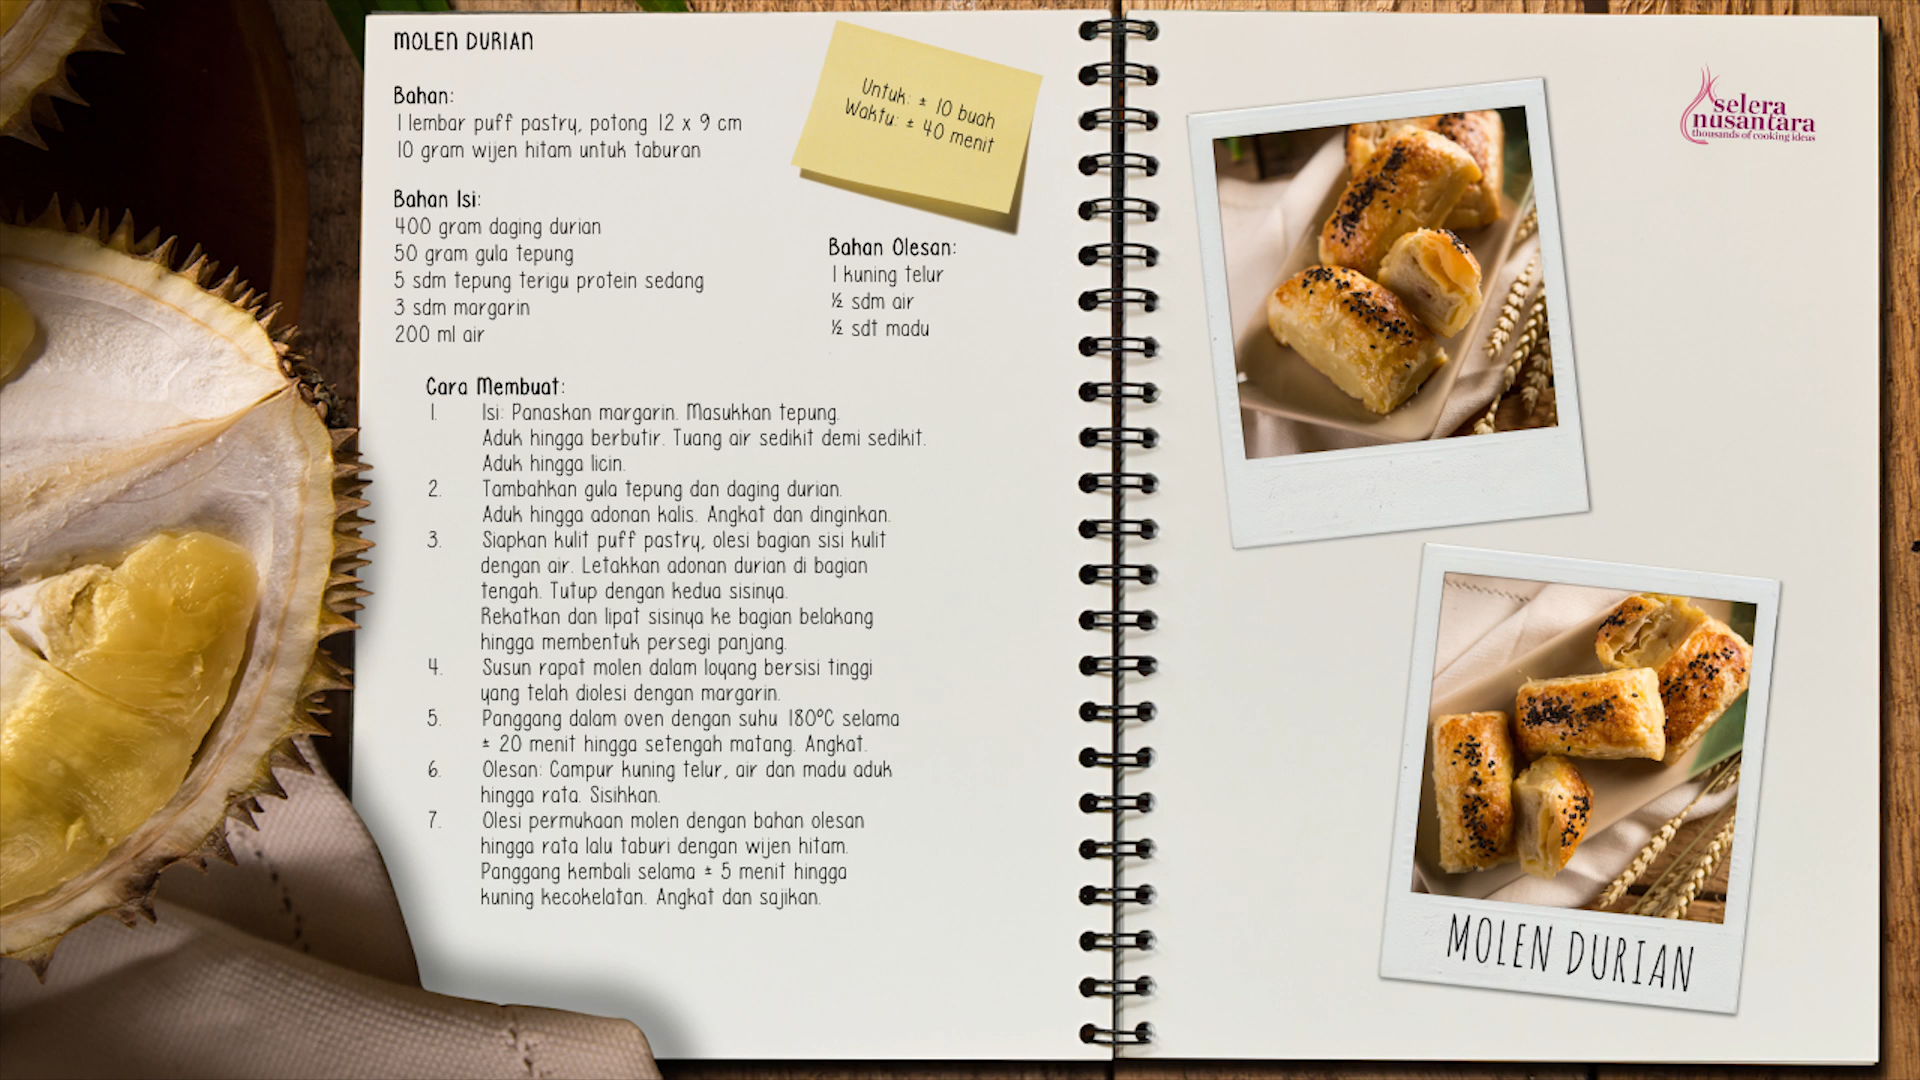 MOLEN DURIAN
Bahan:
1 lembar puff pastry, potong 12 x 9 cm
10 gram wijen hitam untuk taburan
Untuk: ± 10 buah
Waktu: ± 40 menit
Bahan Isi:
400 gram daging durian
50 gram gula tepung
5 sdm tepung terigu protein sedang
3 sdm margarin
200 ml air
Bahan Olesan:
1 kuning telur
½ sdm air
½ sdt madu
Cara Membuat:
1. Isi: Panaskan margarin. Masukkan tepung.
Aduk hingga berbutir. Tuang air sedikit demi sedikit.
Aduk hingga licin.
2. Tambahkan gula tepung dan daging durian.
Aduk hingga adonan kalis. Angkat dan dinginkan.
3. Siapkan kulit puff pastry, olesi bagian sisi kulit
dengan air. Letakkan adonan durian di bagian
tengah. Tutup dengan kedua sisinya.
Rekatkan dan lipat sisinya ke bagian belakang
hingga membentuk persegi panjang.
4. Susun rapat molen dalam loyang bersisi tinggi
yang telah diolesi dengan margarin.
5. Panggang dalam oven dengan suhu 180°C selama
± 20 menit hingga setengah matang. Angkat.
6. Olesan: Campur kuning telur, air dan madu aduk
hingga rata. Sisihkan.
7. Olesi permukaan molen dengan bahan olesan
hingga rata lalu taburi dengan wijen hitam.
Panggang kembali selama ± 5 menit hingga
kuning kecokelatan. Angkat dan sajikan.
selera
nusantara
thousands of cooking ideas
MOLEN DURIAN